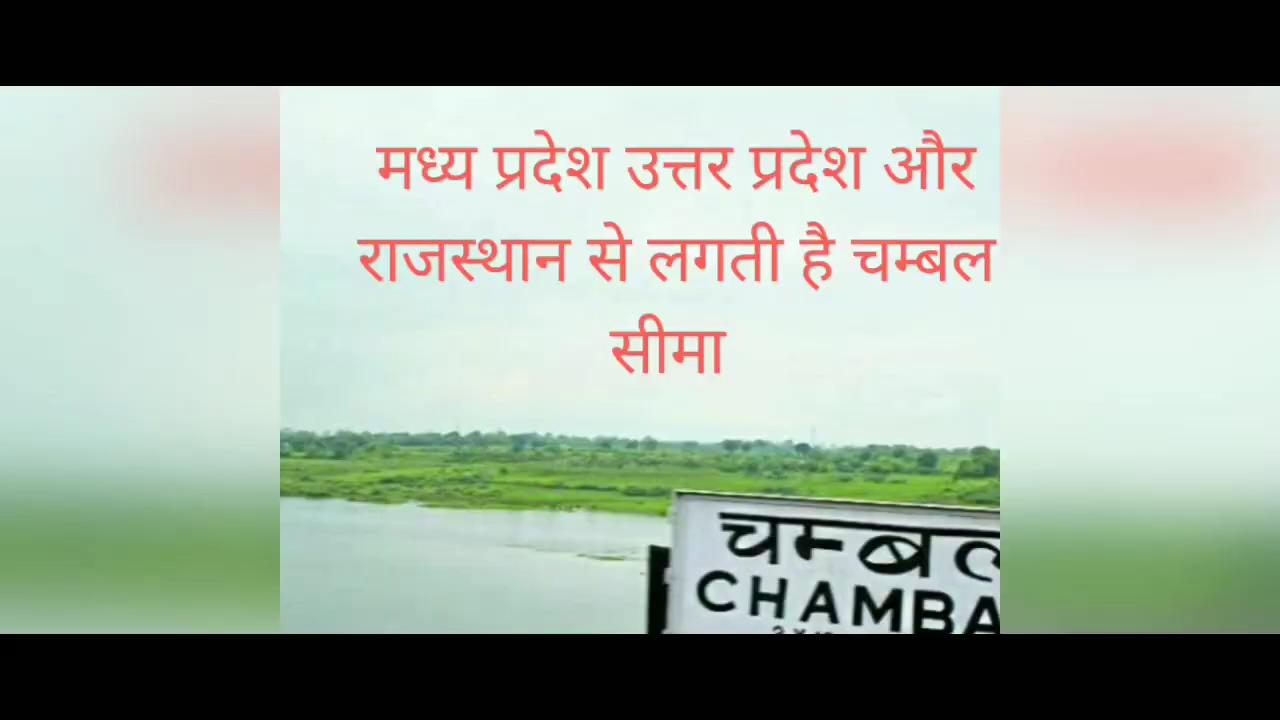 मध्य प्रदेश उत्तर प्रदेश और
राजस्थान से लगती है चम्बल
सीमा
चम्बल
CHAMBA